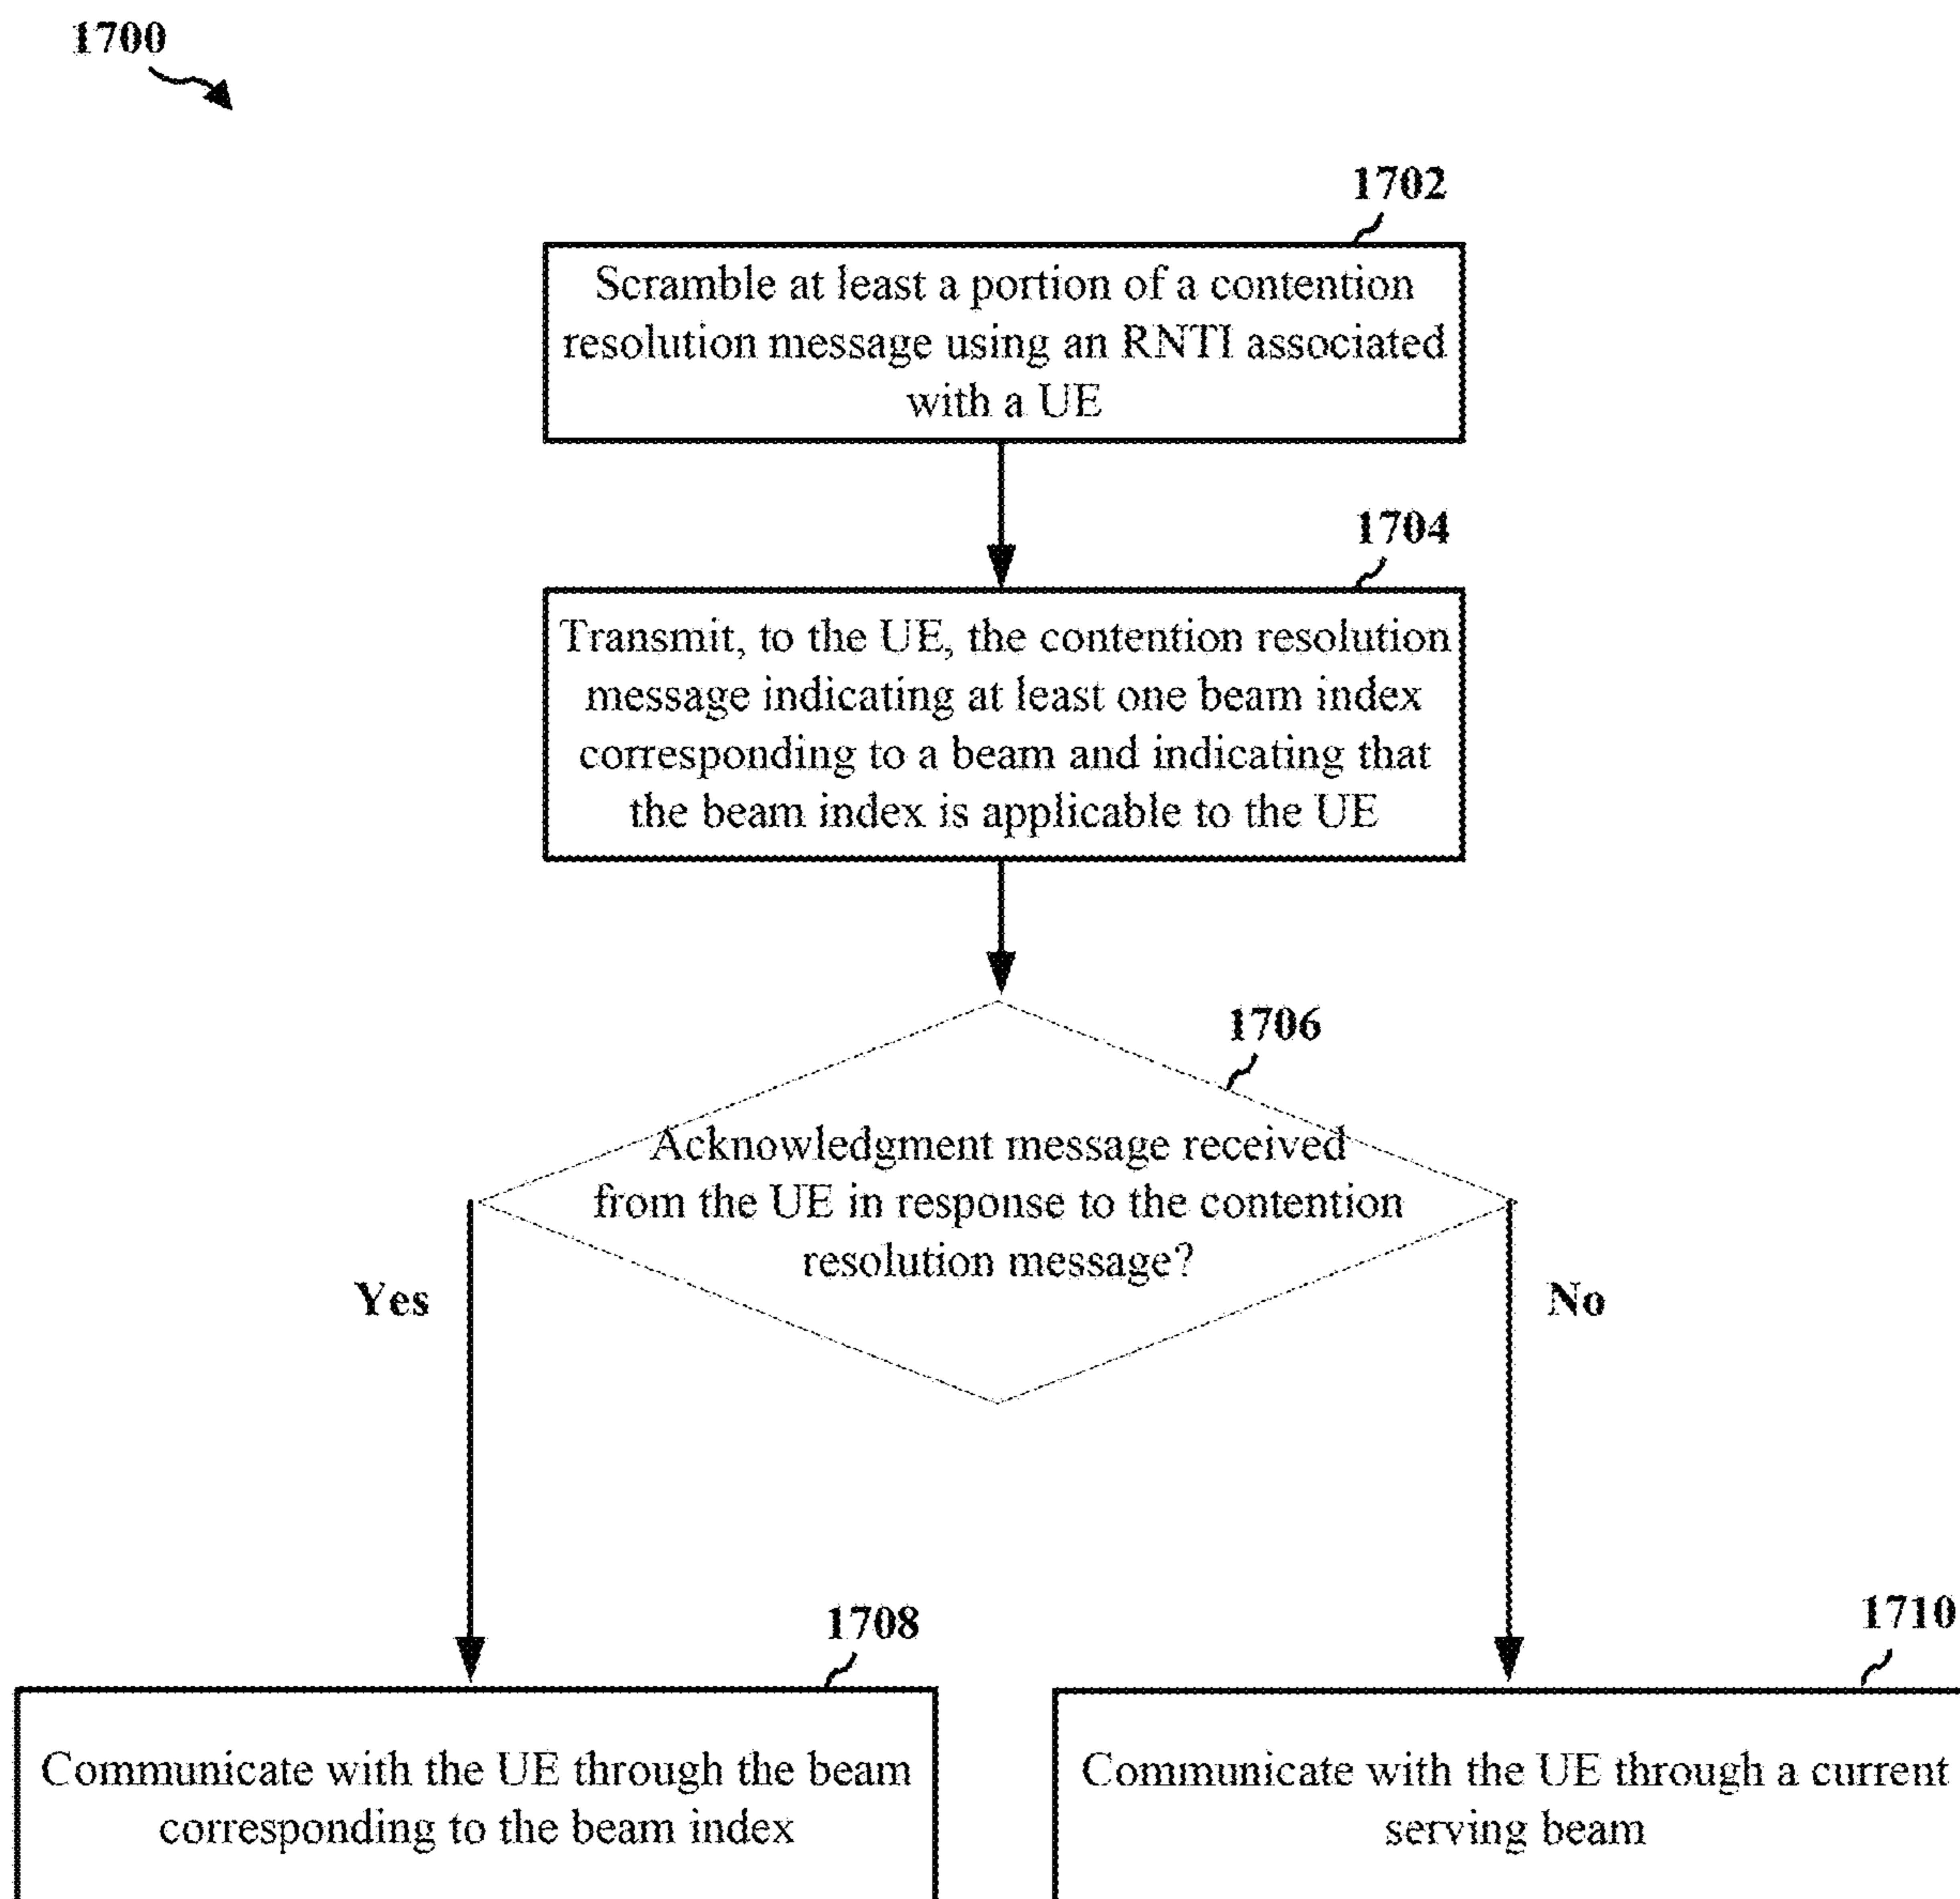 1700
1702
Scramble at least a portion of a contention
resolution message using an RNTI associated
with a UE
1704
Transmit, to the UE, the contention resolution
message indicating at least one beam index
corresponding to a beam and indicating that
the beam index is applicable to the UE
1706
Acknowledgment message received
from the UE in response to the contention
resolution message?
Yes
No
1708
Communicate with the UE through the beam
corresponding to the beam index
1710
Communicate with the UE through a current
serving beam